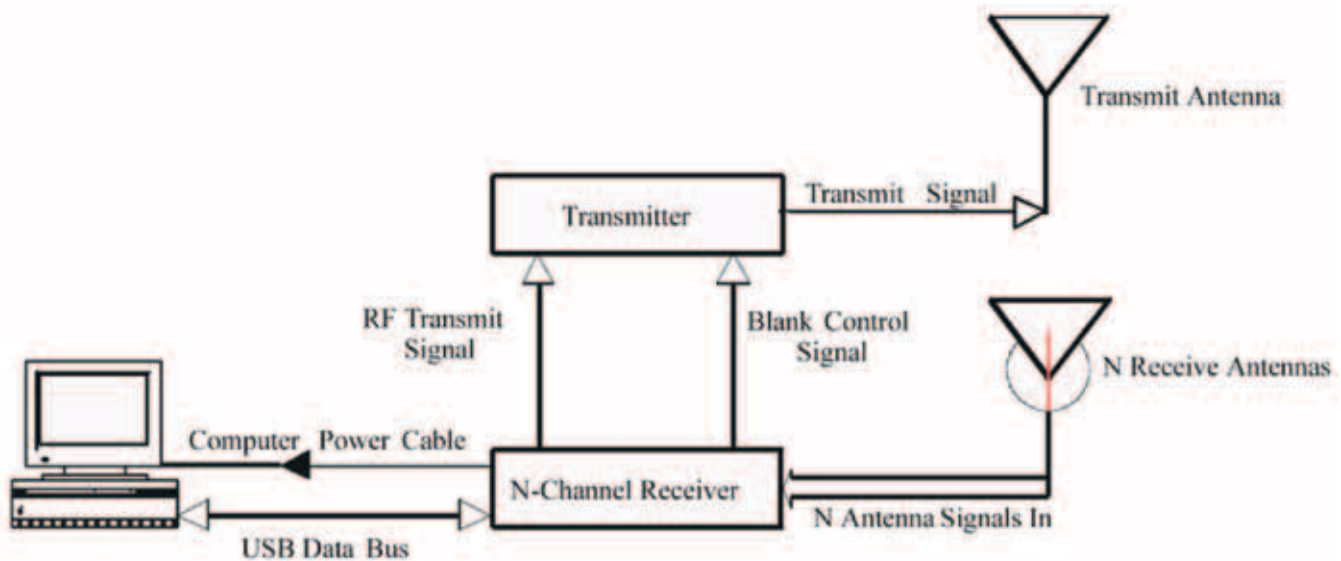 Transmit Antenna
Transmit Signal
Transmitter
RF Transmit
Signal
Blank Control
Signal
N Receive Antennas
Computer Power Cable
N-Channel Receiver
N Antenna Signals In
USB Data Bus